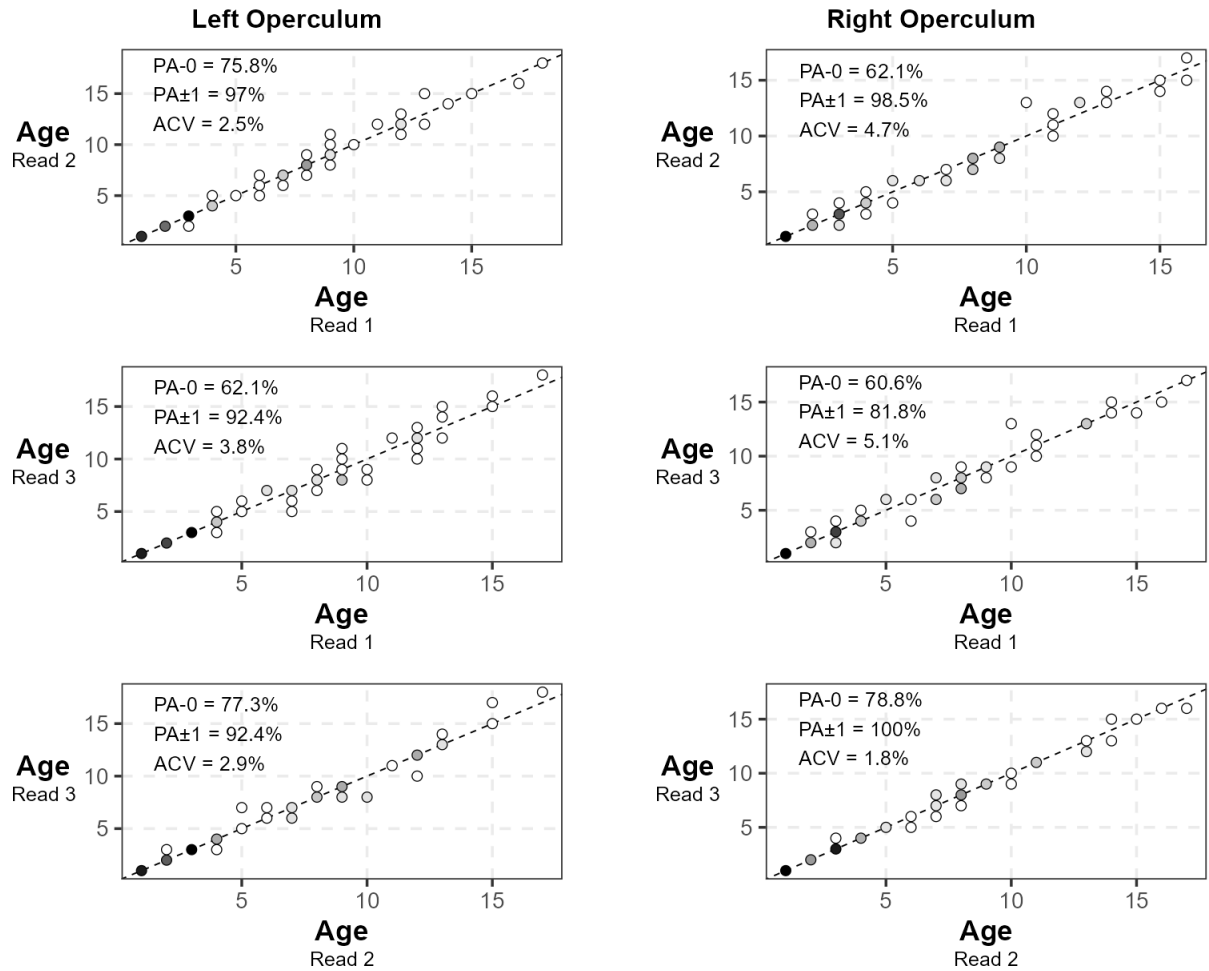 Left Operculum
Right Operculum
PA-0 = 75.8%
PA±1 = 97%
ACV = 2.5%
15
10
5
Age
Read 2
5 10 15
Age
Read 1
PA-0 = 62.1%
PA±1 = 98.5%
ACV = 4.7%
15
10
5
Age
Read 2
5 10 15
Age
Read 1
PA-0 = 62.1%
PA±1 = 92.4%
ACV = 3.8%
15
10
5
Age
Read 3
5 10 15
Age
Read 1
PA-0 = 60.6%
PA±1 = 81.8%
ACV = 5.1%
15
10
5
Age
Read 3
5 10 15
Age
Read 1
PA-0 = 77.3%
PA±1 = 92.4%
ACV = 2.9%
15
10
5
Age
Read 3
5 10 15
Age
Read 2
PA-0 = 78.8%
PA±1 = 100%
ACV = 1.8%
15
10
5
Age
Read 3
5 10 15
Age
Read 2